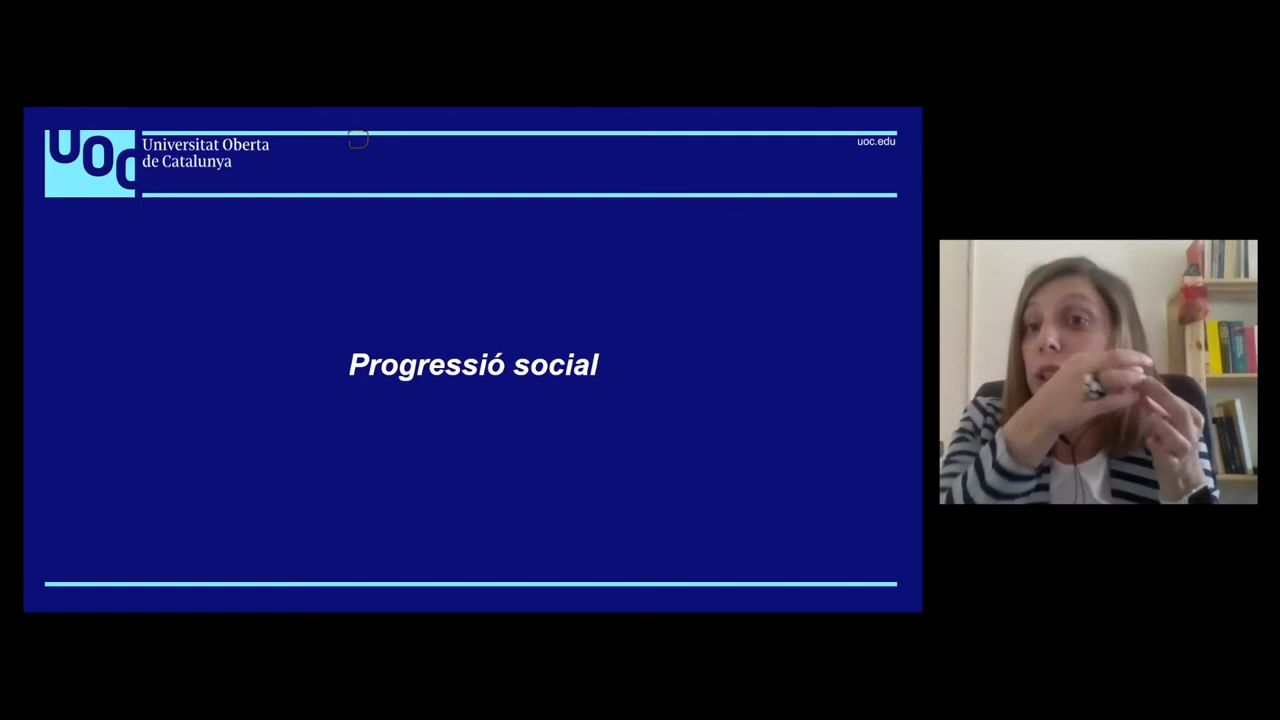 UOC
Universitat Oberta
de Catalunya
uoc.edu
Progressió social